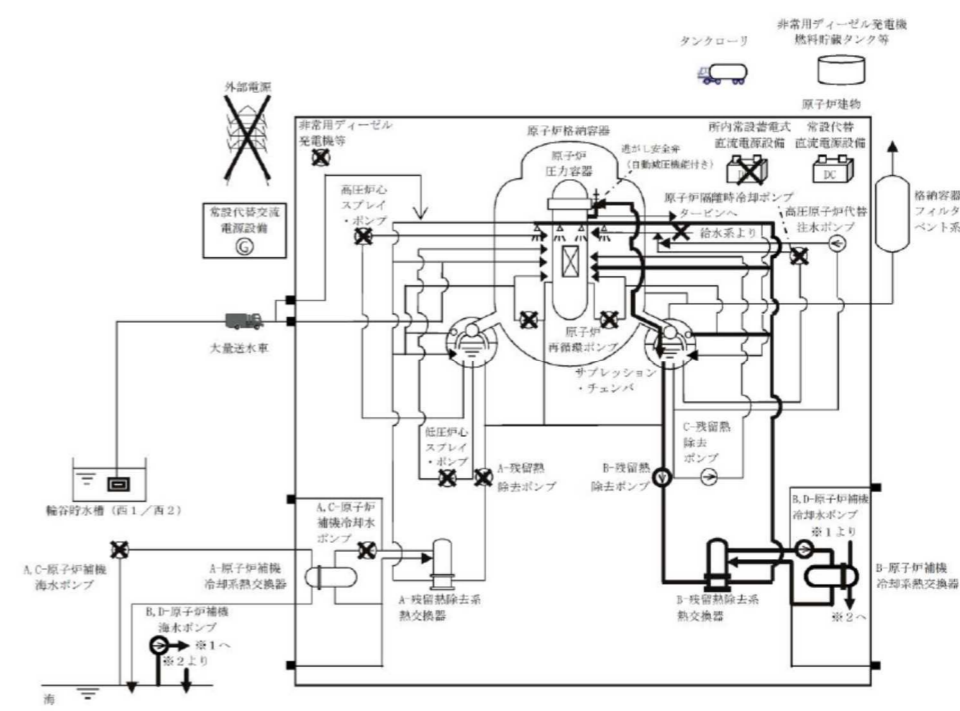 タンクローリ
非常用ディーゼル発電機
燃料貯蔵タンク等
外部電源
原子炉建物
非常用ディーゼル
発電機等
原子炉格納容器
原子炉
圧力容器
逃がし安全弁
(自動減圧機能付き)
所内常設蓄電式
直流電源設備
常設代替
直流電源設備
DC
高圧炉心
スプレイ
・ポンプ
原子炉隔離時冷却ポンプ
タービンへ
給水系より
高圧原子炉代替
注水ポンプ
格納容器
フィルタ
ベント系
常設代替交流
電源設備
G
大量送水車
原子炉
再循環ポンプ
サプレッション
・チェンバ
低圧炉心
スプレイ
・ポンプ
A-残留熱
除去ポンプ
B-残留熱
除去ポンプ
C-残留熱
除去
ポンプ
輪谷貯水槽(西1/西2)
A,C-原子炉
補機冷却水
ポンプ
B,D-原子炉補機
冷却水ポンプ
※1より
A,C-原子炉補機
海水ポンプ
A-原子炉補機
冷却系熱交換器
A-残留熱除去系
熱交換器
B-残留熱除去系
熱交換器
B-原子炉補機
冷却系熱交換器
※2へ
B,D-原子炉補機
海水ポンプ
※1へ
※2より
海